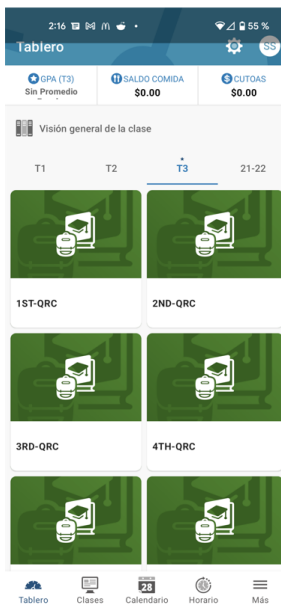 2:16
55 %
Tablero
SS
GPA (T3)
Sin Promedio
SALDO COMIDA
$0.00
CUTOAS
$0.00
Visión general de la clase
T1
T2
T3
21-22
1ST-QRC
2ND-QRC
3RD-QRC
4TH-QRC
Tablero
Clases
28
Calendario
Horario
Más